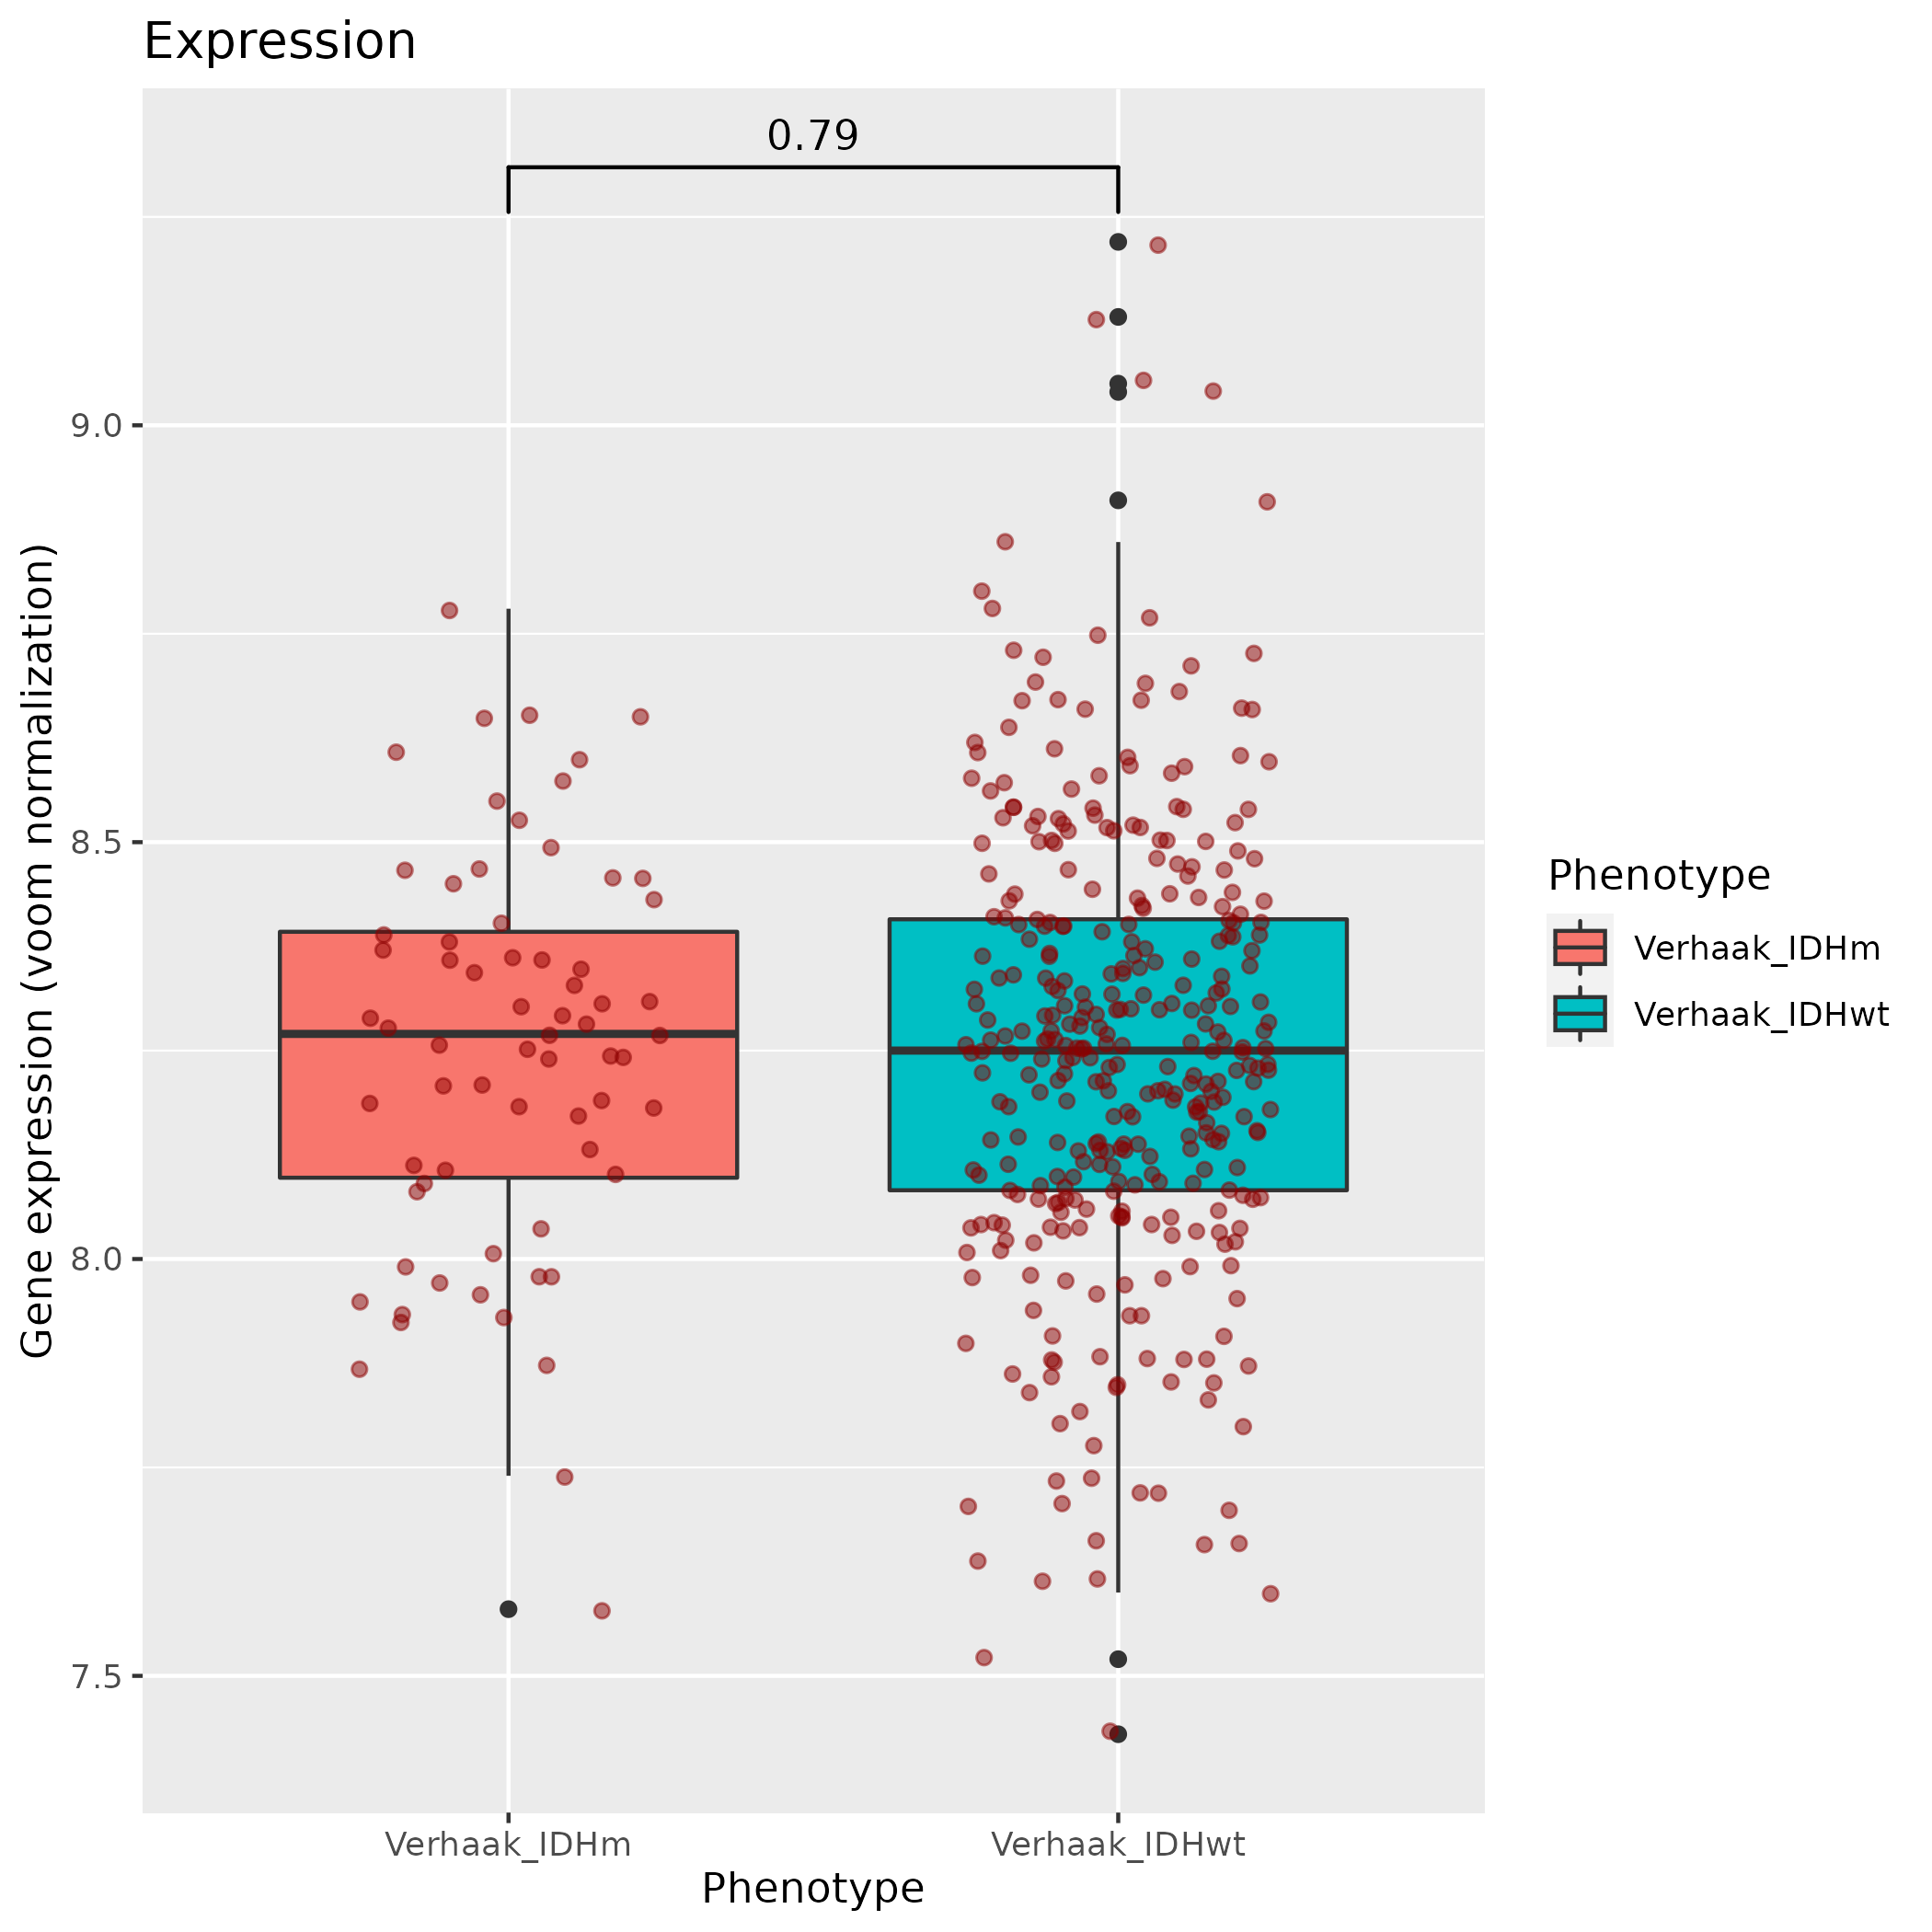 Expression
0.79
9.0
8.5
8.0
7.5
Gene expression (voom normalization)
Verhaak_IDHm
Verhaak_IDHwt
Phenotype
Phenotype
Verhaak_IDHm
Verhaak_IDHwt